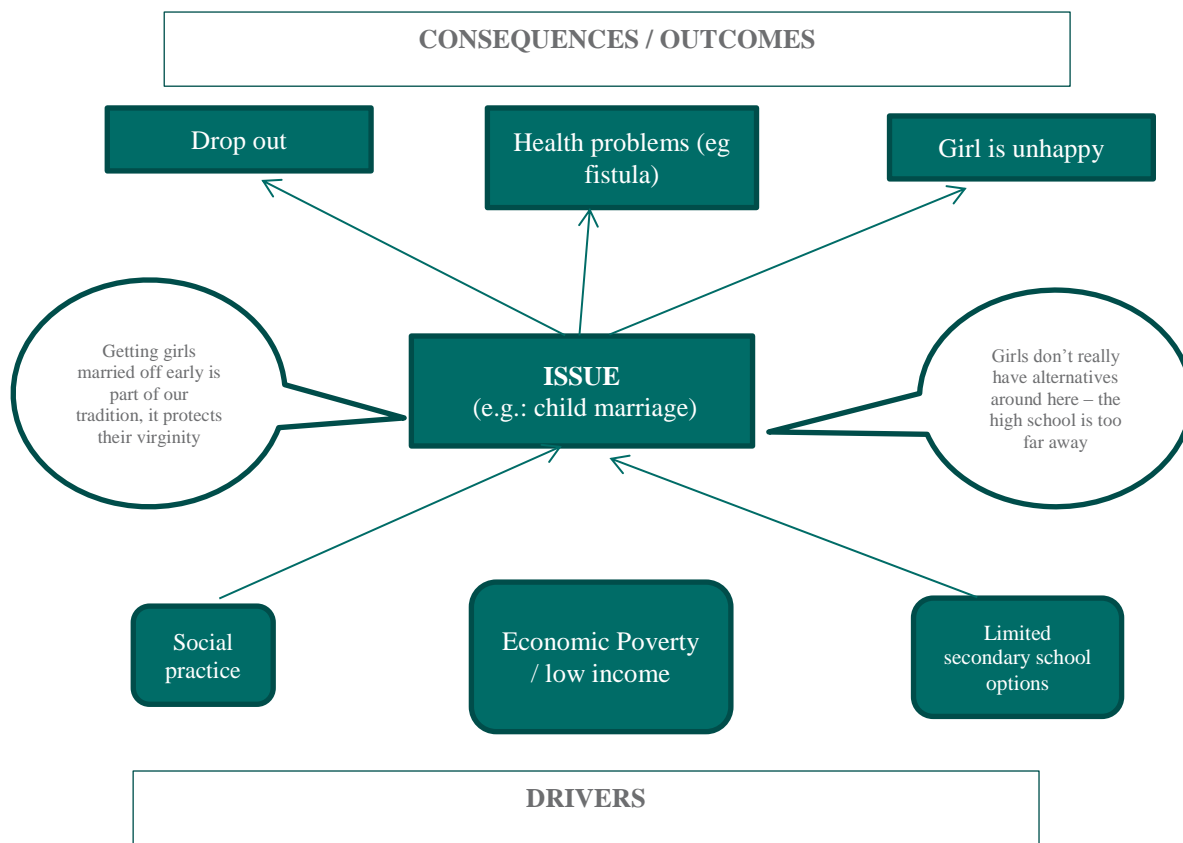 CONSEQUENCES / OUTCOMES
Drop out
Health problems (eg
fistula)
Girl is unhappy
Getting girls
married off early is
part of our
tradition, it protects
their virginity
ISSUE
(e.g.: child marriage)
Girls don’t really
have alternatives
around here – the
high school is too
far away
Social
practice
Economic Poverty
/ low income
Limited
secondary school
options
DRIVERS